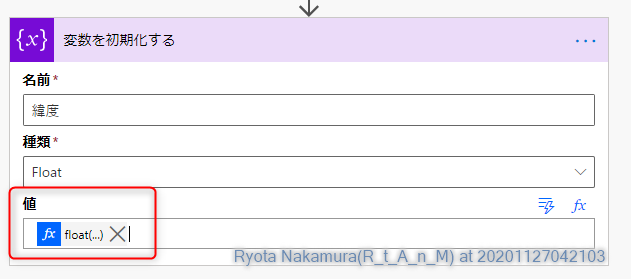 {x} 変数を初期化する ...
名前*
緯度
種類*
Float
値
fx
fx float(...)
Ryota Nakamura(R_t_A_n_M) at 20201127042103